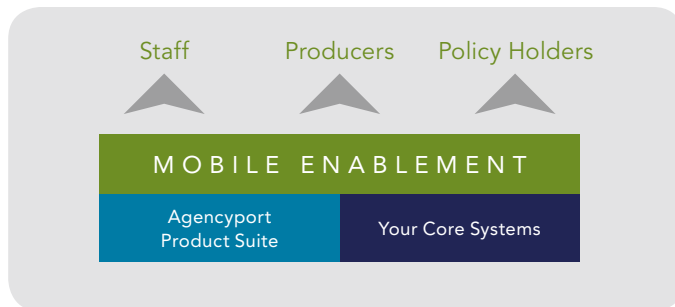 Staff Producers Policy Holders
MOBILE ENABLEMENT
Agencyport
Product Suite
Your Core Systems